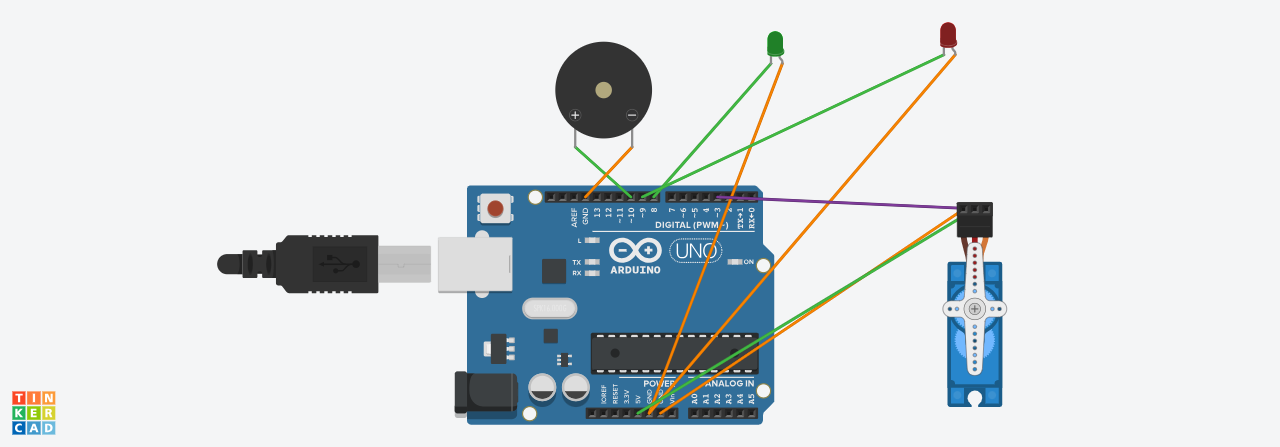 AREF
GND
13
12
~11
~10
~9
8
7
~6
~5
4
~3
2
TX→1
RX←0
DIGITAL (PWM~)
L
TX
RX
ARDUINO
UNO
ON
IOREF
RESET
3.3V
5V
GND
GND
Vin
POWER
ANALOG IN
A0
A1
A2
A3
A4
A5
TIN
KER
CAD